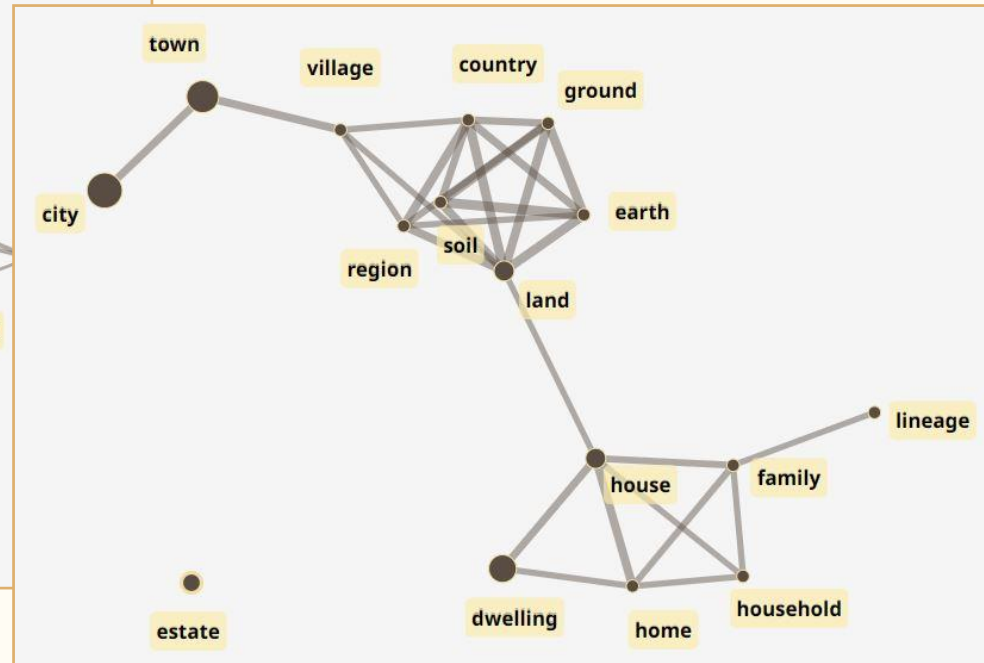 town
village
country
ground
city
region
soil
earth
land
lineage
house
family
estate
dwelling
home
household